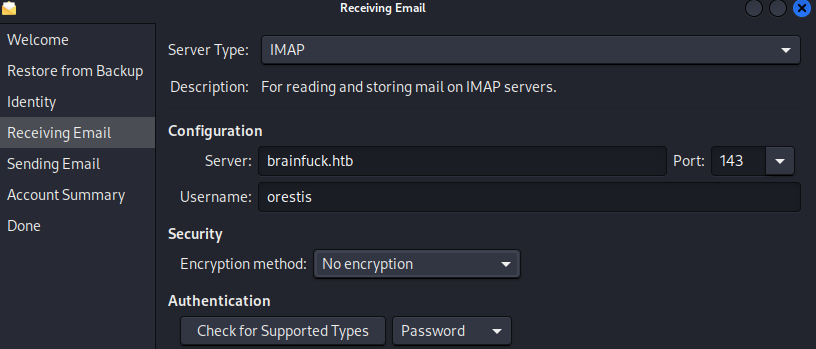 Receiving Email
Welcome
Restore from Backup
Identity
Receiving Email
Sending Email
Account Summary
Done
Server Type: IMAP
Description: For reading and storing mail on IMAP servers.
Configuration
Server: brainfuck.htb Port: 143
Username: orestis
Security
Encryption method: No encryption
Authentication
Check for Supported Types Password